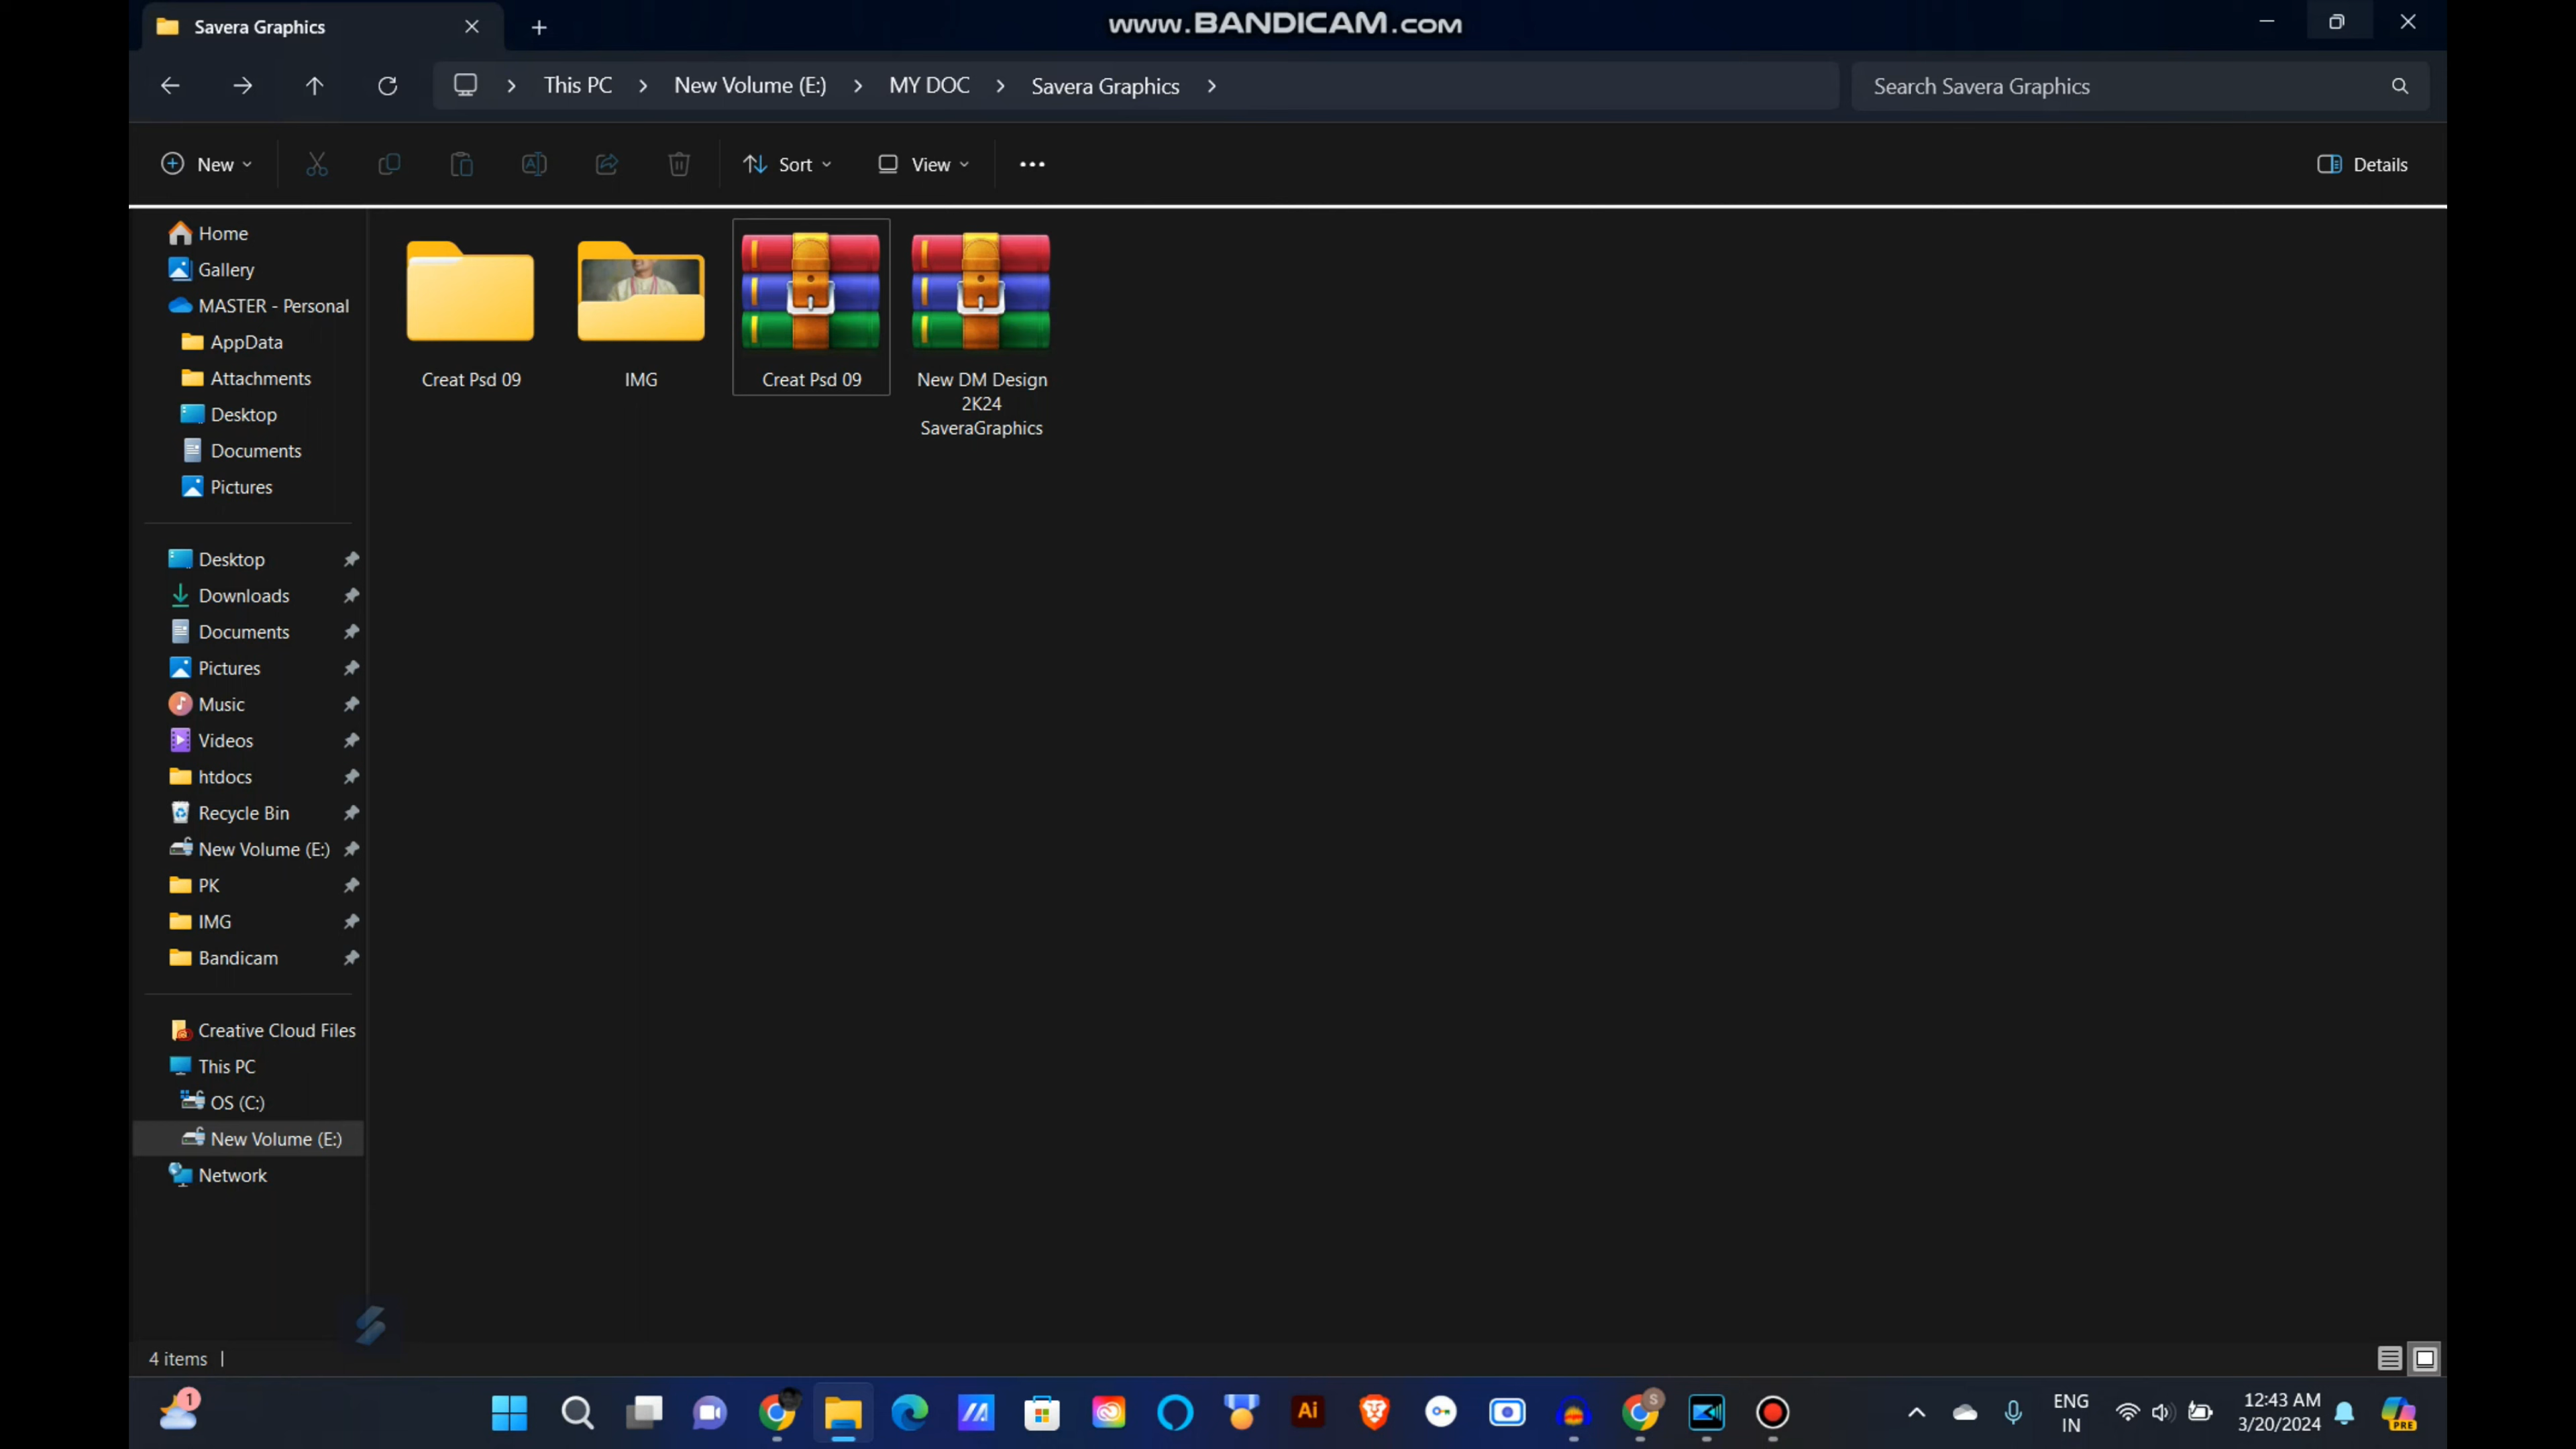 Savera Graphics
www.BANDICAM.com
This PC
New Volume (E:)
MY DOC
Savera Graphics
Search Savera Graphics
New
Sort
View
Details
Home
Gallery
MASTER - Personal
AppData
Attachments
Desktop
Documents
Pictures
Desktop
Downloads
Documents
Pictures
Music
Videos
htdocs
Recycle Bin
New Volume (E:)
PK
IMG
Bandicam
Creative Cloud Files
This PC
OS (C:)
New Volume (E:)
Network
Creat Psd 09
IMG
Creat Psd 09
New DM Design
2K24
SaveraGraphics
4 items
1
Ai
S
ENG
IN
12:43 AM
3/20/2024
PRE